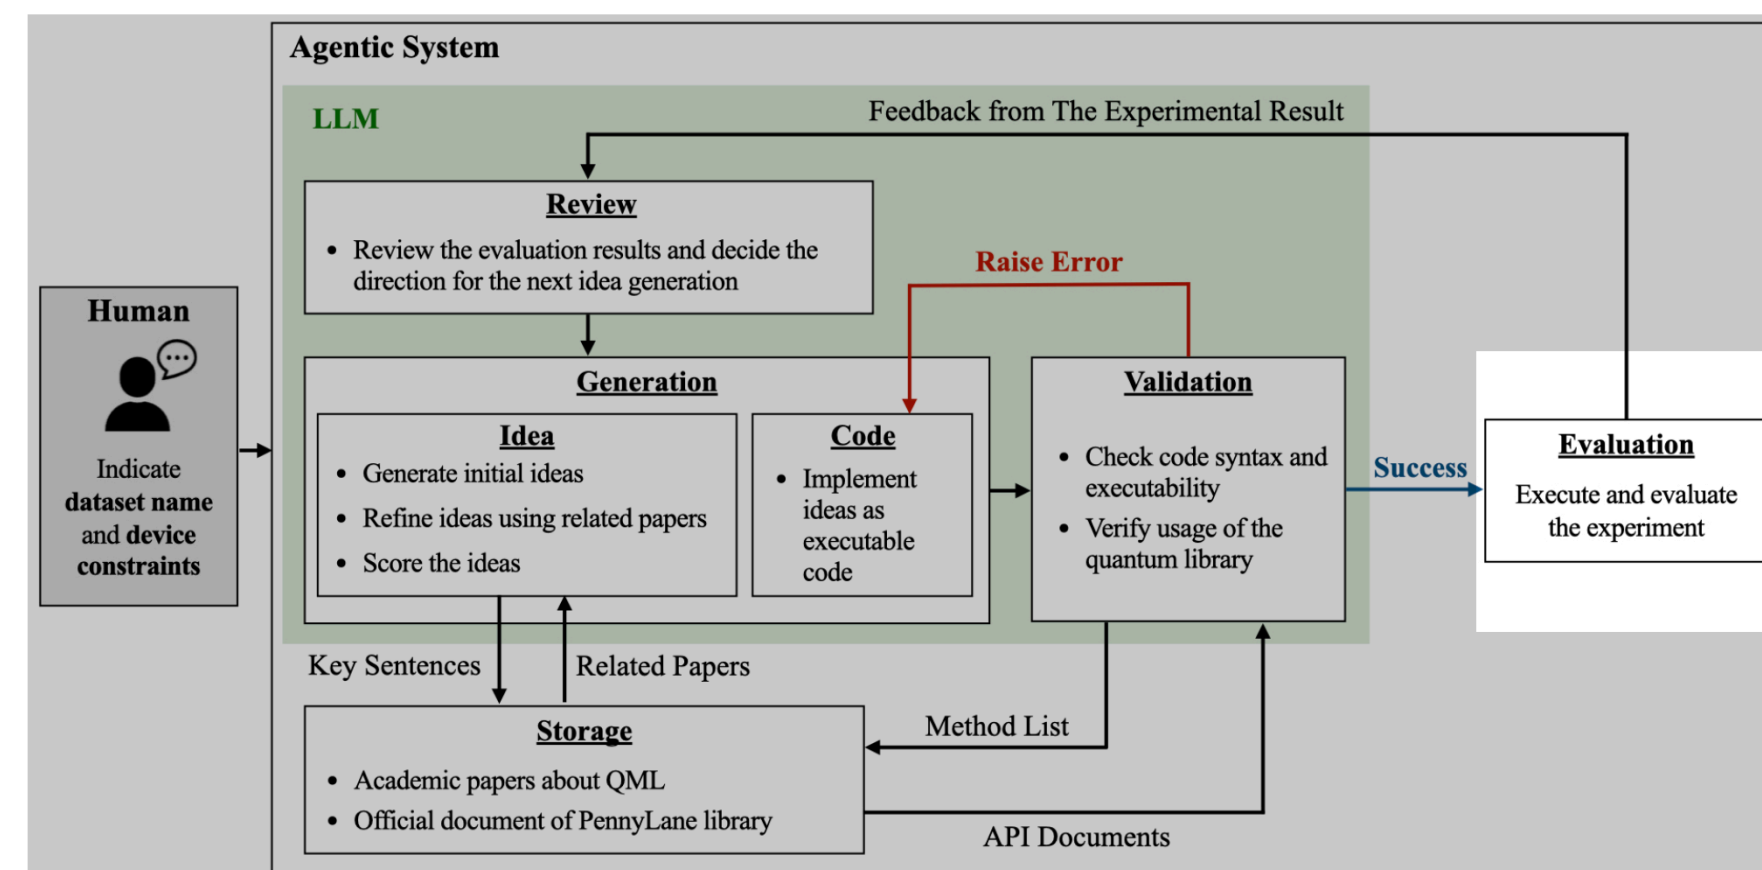 Agentic System
LLM
Feedback from The Experimental Result
Review
• Review the evaluation results and decide the
direction for the next idea generation
Raise Error
Human
Indicate
dataset name
and device
constraints
Generation
Idea
• Generate initial ideas
• Refine ideas using related papers
• Score the ideas
Code
• Implement
ideas as
executable
code
Validation
• Check code syntax and
executability
• Verify usage of the
quantum library
Success
Evaluation
Execute and evaluate
the experiment
Key Sentences
Related Papers
Storage
• Academic papers about QML
• Official document of PennyLane library
Method List
API Documents